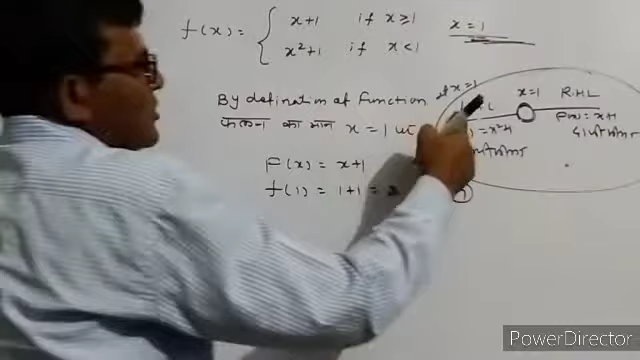 f(x) = { x+1 if x ≥ 1
x²+1 if x < 1
x = 1
By defination of function at x = 1
फलन का मान x = 1 पर
F(x) = x+1
f(1) = 1+1 = 2
x=1 R.H.L
F(x) = x+1
= x²+1
PowerDirector